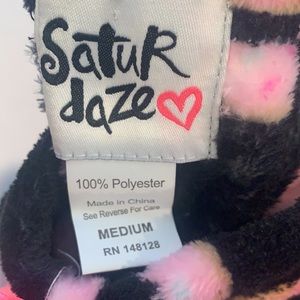 SatuR
daze
100% Polyester
Made in China
See Reverse For Care
MEDIUM
RN 148128